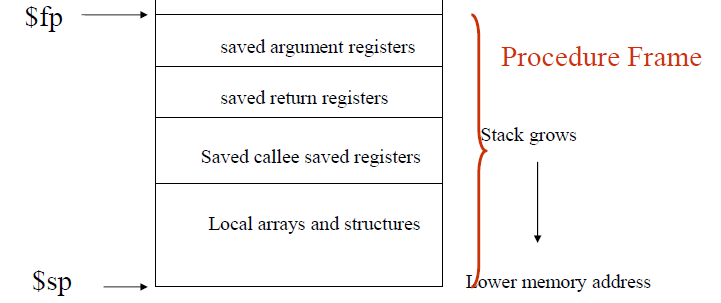 $fp
saved argument registers
Procedure Frame
saved return registers
Stack grows
Saved callee saved registers
Local arrays and structures
$sp
Lower memory address